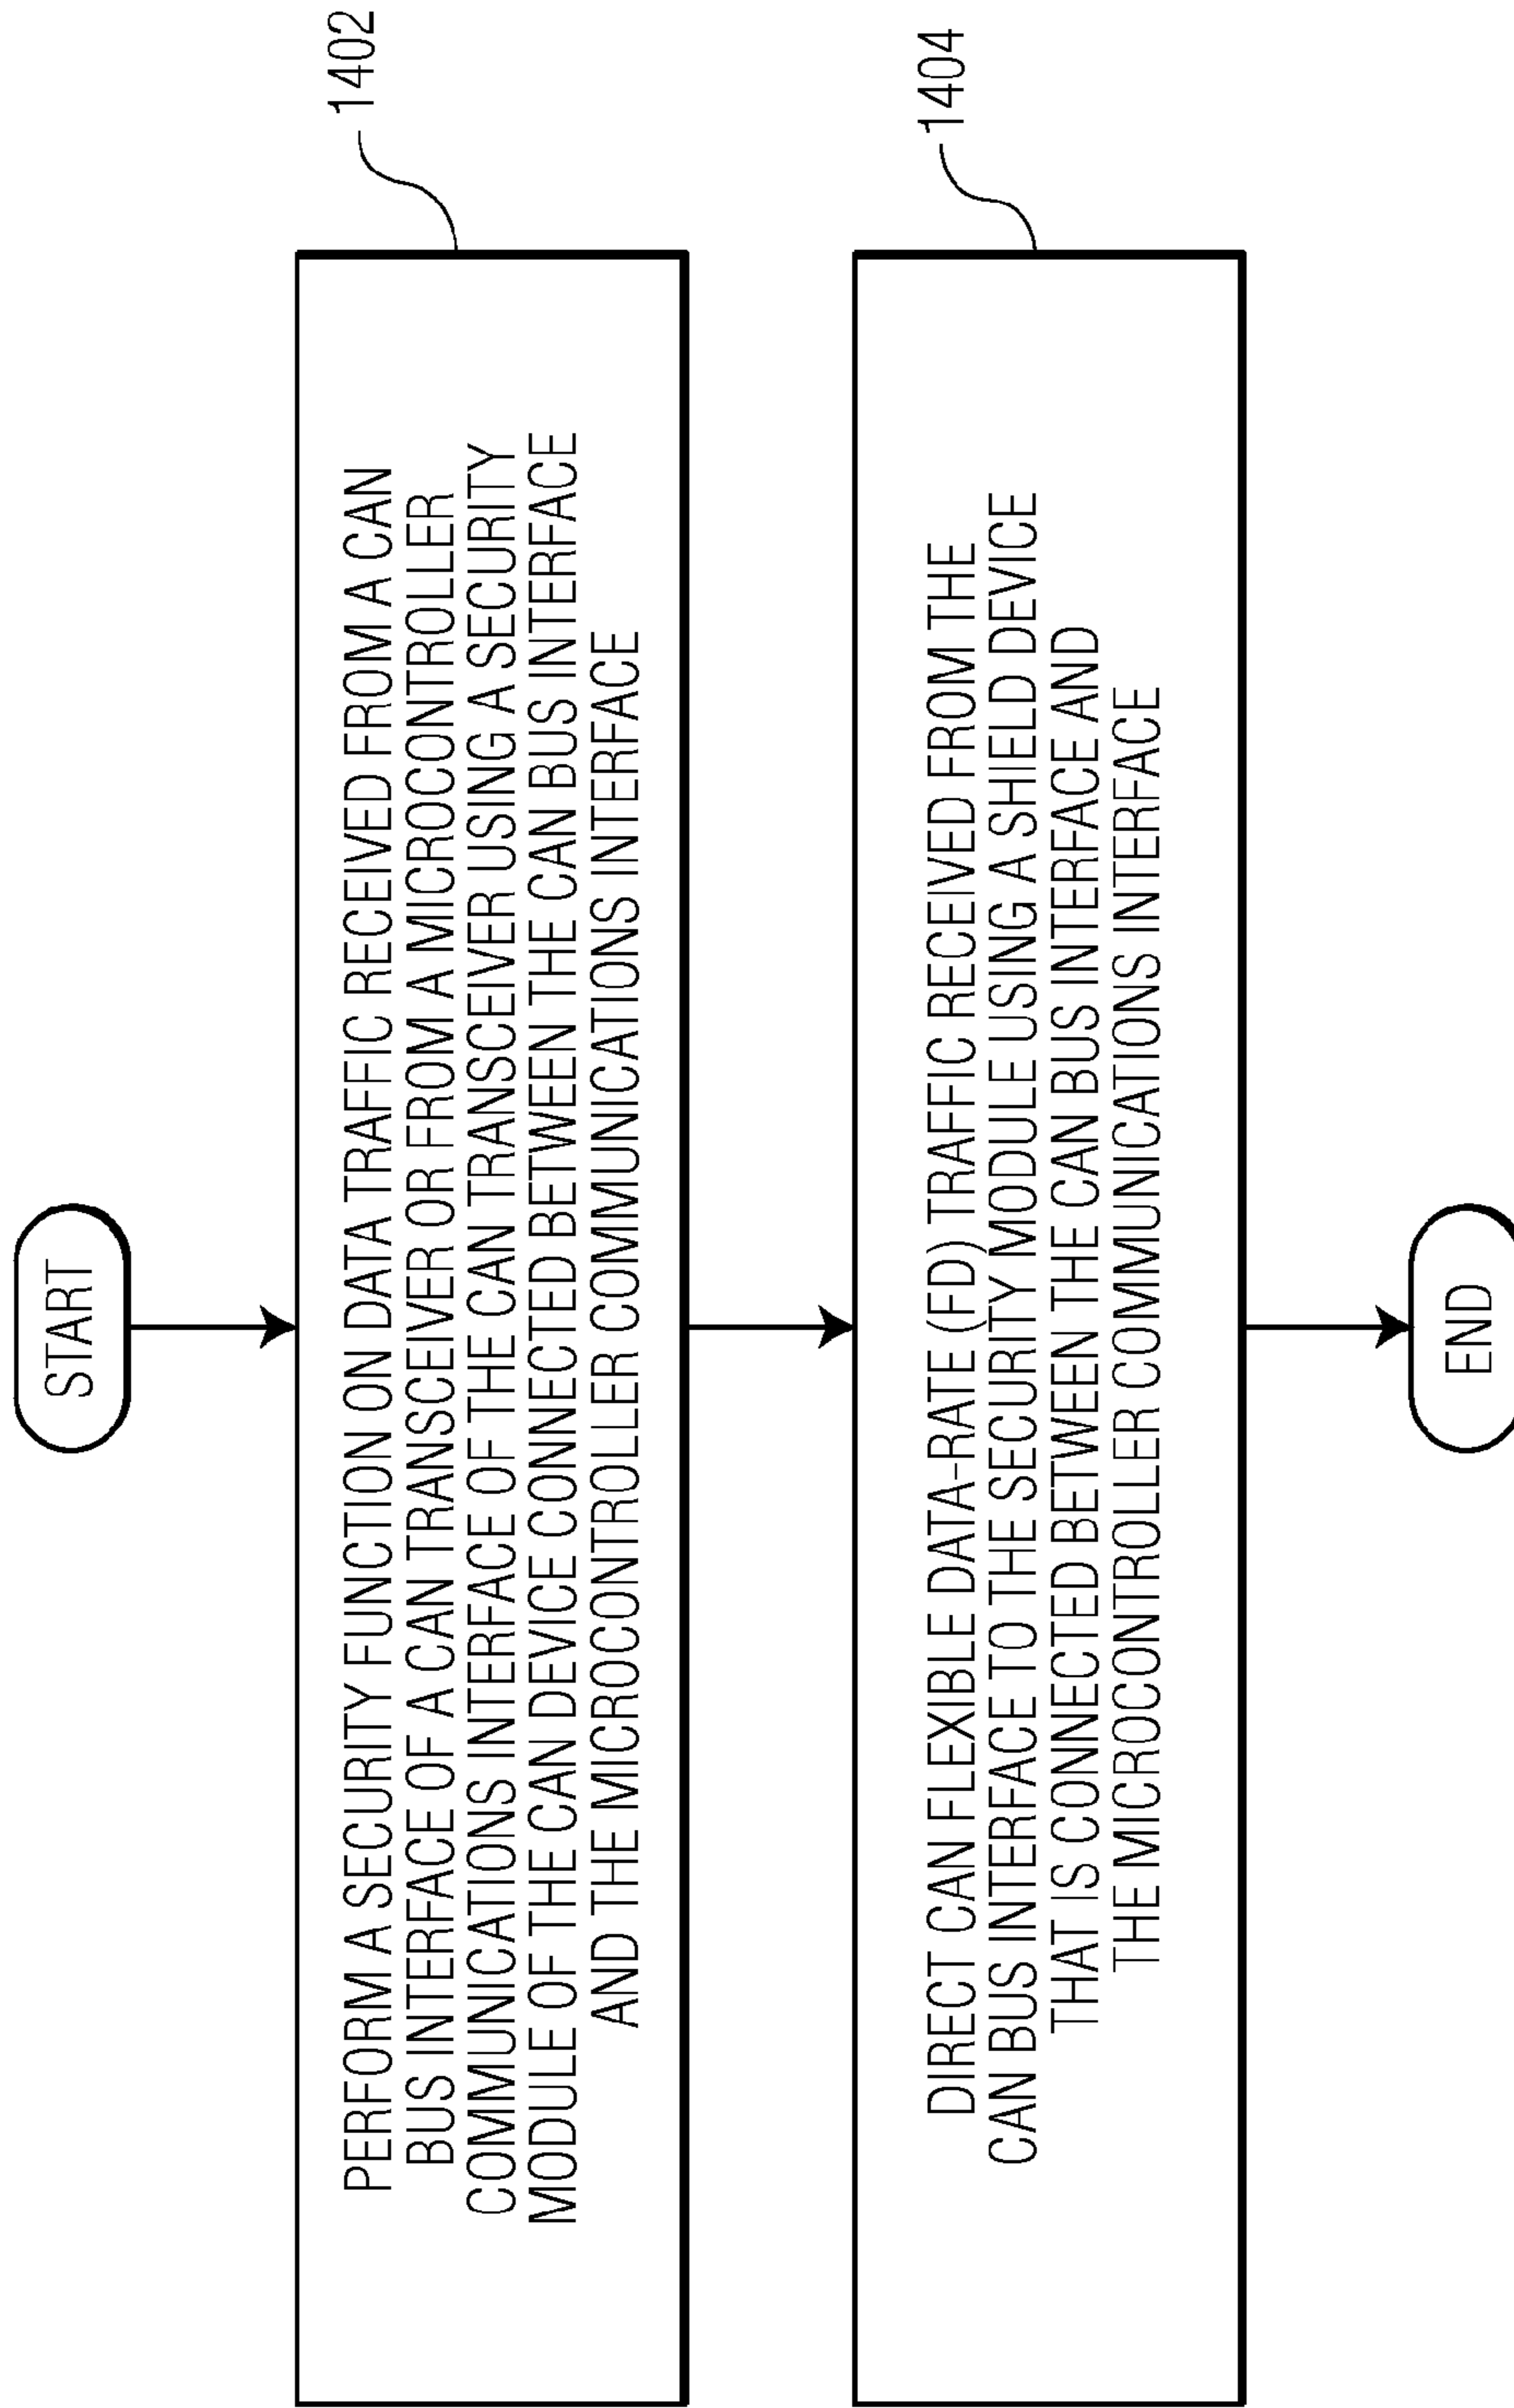 START
PERFORM A SECURITY FUNCTION ON DATA TRAFFIC RECEIVED FROM A CAN
BUS INTERFACE OF A CAN TRANSCEIVER OR FROM A MICROCONTROLLER
COMMUNICATIONS INTERFACE OF THE CAN TRANSCEIVER USING A SECURITY
MODULE OF THE CAN DEVICE CONNECTED BETWEEN THE CAN BUS INTERFACE
AND THE MICROCONTROLLER COMMUNICATIONS INTERFACE
1402
DIRECT CAN FLEXIBLE DATA-RATE (FD) TRAFFIC RECEIVED FROM THE
CAN BUS INTERFACE TO THE SECURITY MODULE USING A SHIELD DEVICE
THAT IS CONNECTED BETWEEN THE CAN BUS INTERFACE AND
THE MICROCONTROLLER COMMUNICATIONS INTERFACE
1404
END